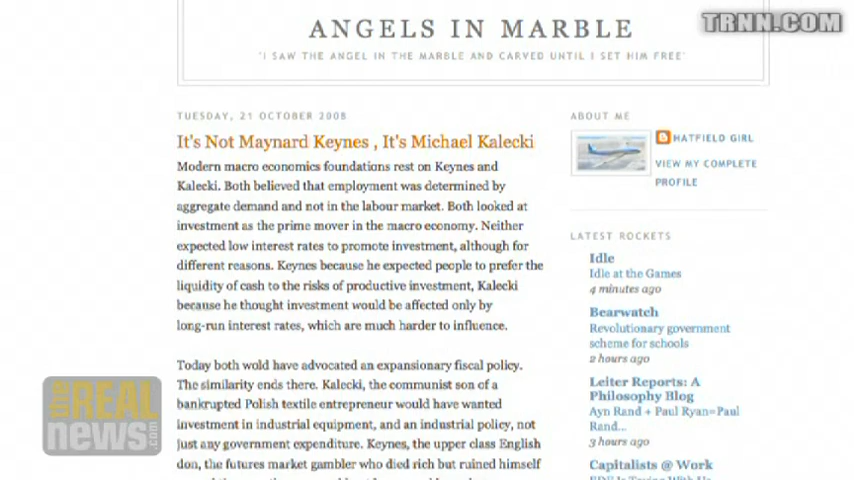 ANGELS IN MARBLE
TRNN.COM
"I SAW THE ANGEL IN THE MARBLE AND CARVED UNTIL I SET HIM FREE"
TUESDAY, 21 OCTOBER 2008
It's Not Maynard Keynes , It's Michael Kalecki
Modern macro economics foundations rest on Keynes and
Kalecki. Both believed that employment was determined by
aggregate demand and not in the labour market. Both looked at
investment as the prime mover in the macro economy. Neither
expected low interest rates to promote investment, although for
different reasons. Keynes because he expected people to prefer the
liquidity of cash to the risks of productive investment, Kalecki
because he thought investment would be affected only by
long-run interest rates, which are much harder to influence.
Today both wold have advocated an expansionary fiscal policy.
The similarity ends there. Kalecki, the communist son of a
bankrupted Polish textile entrepreneur would have wanted
investment in industrial equipment, and an industrial policy, not
just any government expenditure. Keynes, the upper class English
don, the futures market gambler who died rich but ruined himself
ABOUT ME
HATFIELD GIRL
VIEW MY COMPLETE
PROFILE
LATEST ROCKETS
Idle
Idle at the Games
4 minutes ago
Bearwatch
Revolutionary government
scheme for schools
2 hours ago
Leiter Reports: A
Philosophy Blog
Ayn Rand + Paul Ryan=Paul
Rand...
3 hours ago
Capitalists @ Work
the REAL
news.com